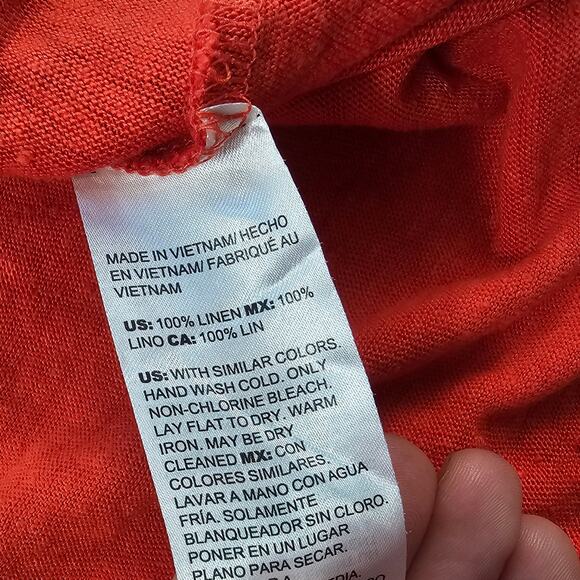 MADE IN VIETNAM/ HECHO
EN VIETNAM/ FABRIQUÉ AU
VIETNAM
US: 100% LINEN MX: 100%
LINO CA: 100% LIN
US: WITH SIMILAR COLORS.
HAND WASH COLD. ONLY
NON-CHLORINE BLEACH.
LAY FLAT TO DRY. WARM
IRON. MAY BE DRY
CLEANED MX: CON
COLORES SIMILARES.
LAVAR A MANO CON AGUA
FRÍA. SOLAMENTE
BLANQUEADOR SIN CLORO.
PONER EN UN LUGAR
PLANO PARA SECAR.